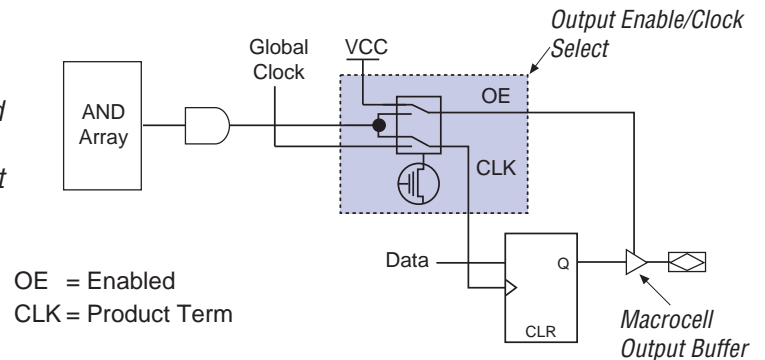 Output Enable/Clock
Select
Global
Clock
VCC
AND
Array
OE
CLK
Data
Q
CLR
OE = Enabled
CLK = Product Term
Macrocell
Output Buffer